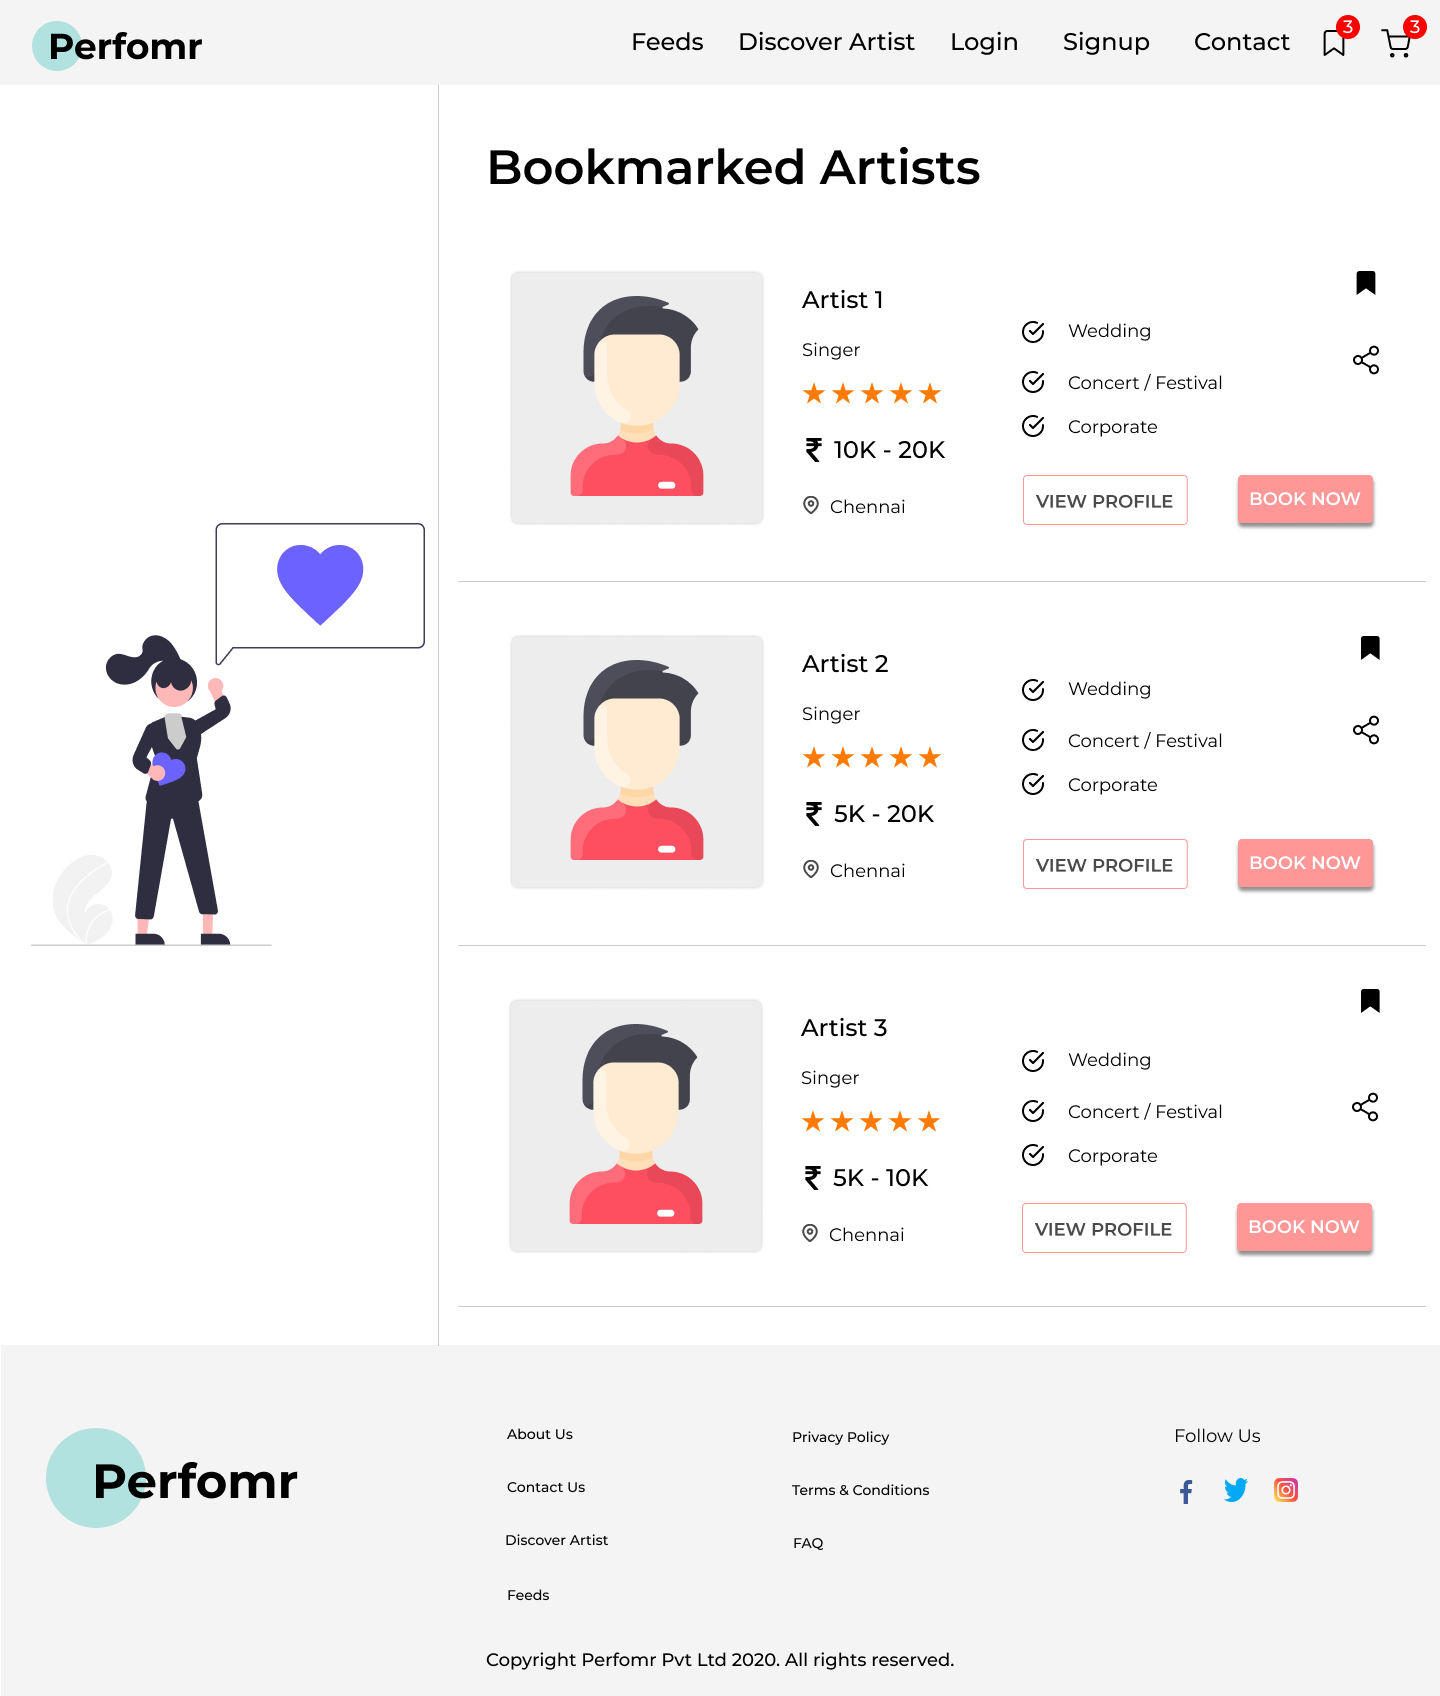 Perfomr
Feeds Discover Artist Login Signup Contact 3 3
Bookmarked Artists
Artist 1
Singer
₹ 10K - 20K
Chennai
Wedding
Concert / Festival
Corporate
VIEW PROFILE BOOK NOW
Artist 2
Singer
₹ 5K - 20K
Chennai
Wedding
Concert / Festival
Corporate
VIEW PROFILE BOOK NOW
Artist 3
Singer
₹ 5K - 10K
Chennai
Wedding
Concert / Festival
Corporate
VIEW PROFILE BOOK NOW
Perfomr
About Us
Contact Us
Discover Artist
Feeds
Privacy Policy
Terms & Conditions
FAQ
Follow Us
Copyright Perfomr Pvt Ltd 2020. All rights reserved.